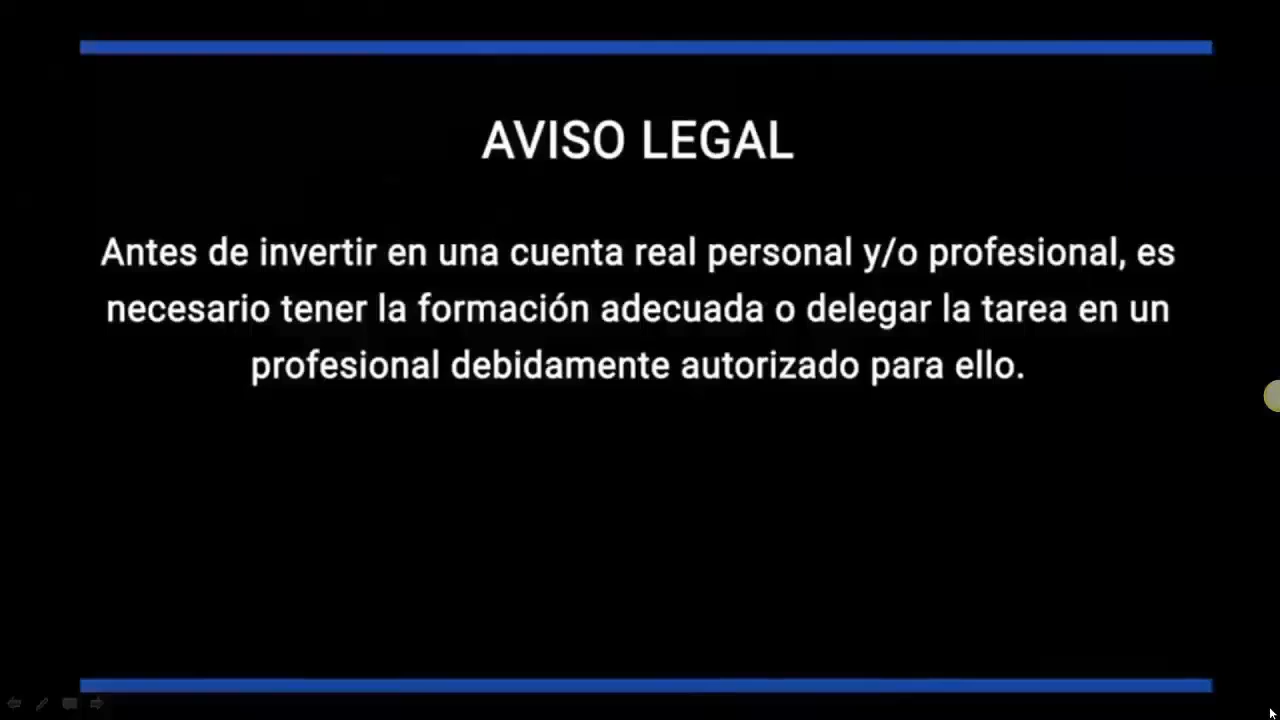 AVISO LEGAL
Antes de invertir en una cuenta real personal y/o profesional, es
necesario tener la formación adecuada o delegar la tarea en un
profesional debidamente autorizado para ello.